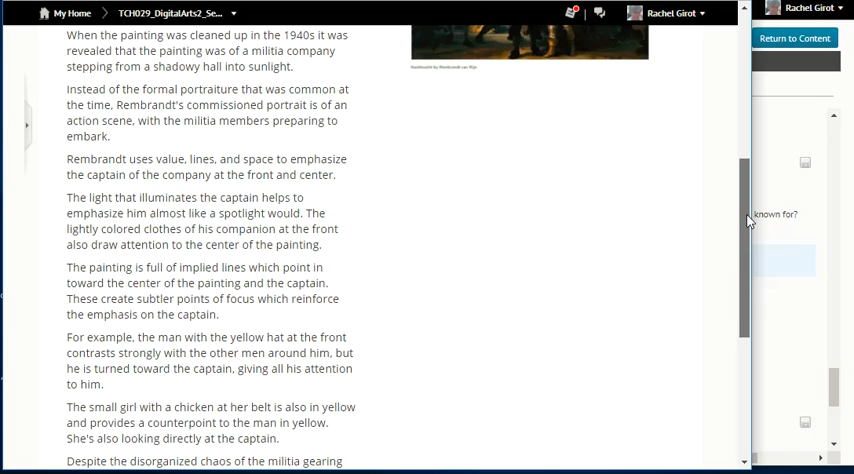 My Home
TCH029_DigitalArts2_Se...
Rachel Girot
Rachel Girot
Return to Content
When the painting was cleaned up in the 1940s it was
revealed that the painting was of a militia company
stepping from a shadowy hall into sunlight.
Instead of the formal portraiture that was common at
the time, Rembrandt's commissioned portrait is of an
action scene, with the militia members preparing to
embark.
Rembrandt uses value, lines, and space to emphasize
the captain of the company at the front and center.
The light that illuminates the captain helps to
emphasize him almost like a spotlight would. The
lightly colored clothes of his companion at the front
also draw attention to the center of the painting.
The painting is full of implied lines which point in
toward the center of the painting and the captain.
These create subtler points of focus which reinforce
the emphasis on the captain.
For example, the man with the yellow hat at the front
contrasts strongly with the other men around him, but
he is turned toward the captain, giving all his attention
to him.
The small girl with a chicken at her belt is also in yellow
and provides a counterpoint to the man in yellow.
She's also looking directly at the captain.
Despite the disorganized chaos of the militia gearing
Nachtwacht by Rembrandt van Rijn
known for?